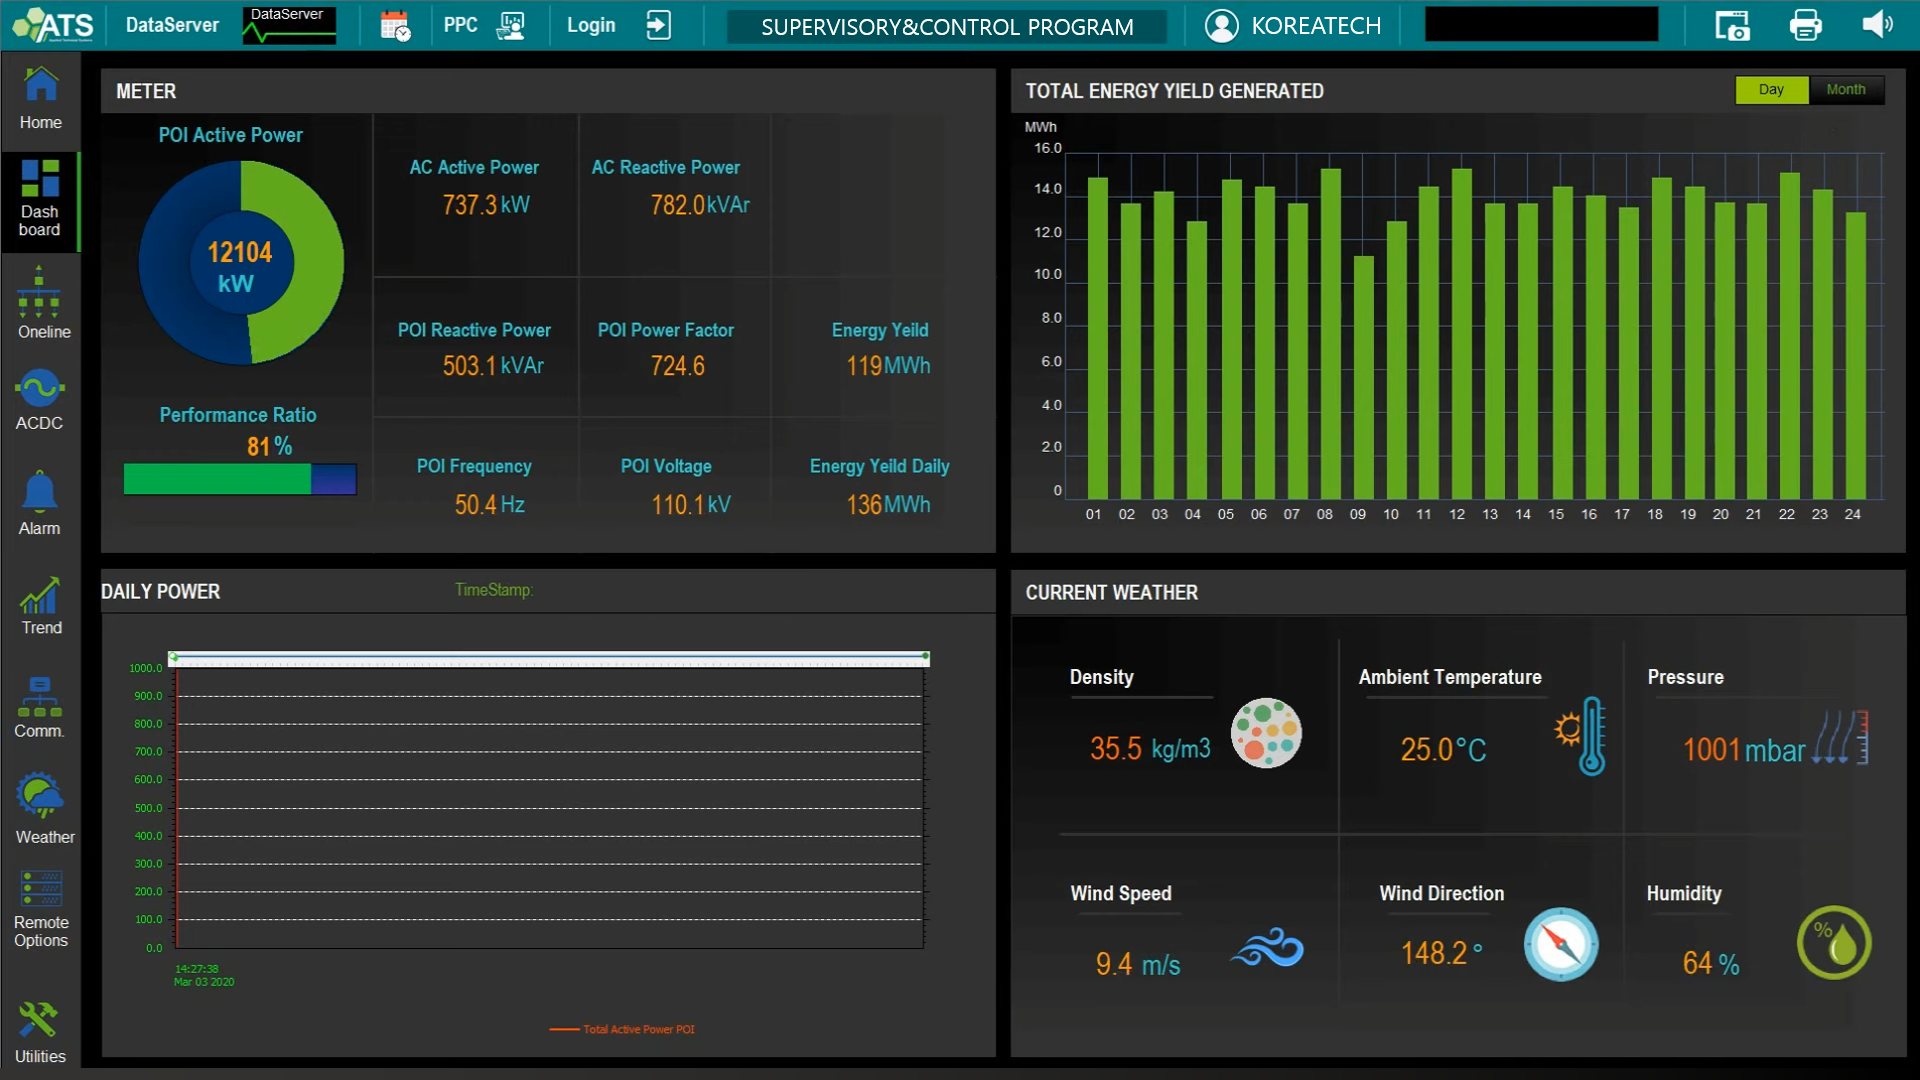 ATS
DataServer
DataServer
PPC
Login
SUPERVISORY&CONTROL PROGRAM
KOREATECH
Home
Dash
board
Oneline
ACDC
Alarm
Trend
Comm.
Weather
Remote
Options
Utilities
METER
POI Active Power
12104
kW
Performance Ratio
81 %
AC Active Power
737.3 kW
AC Reactive Power
782.0 kVAr
POI Reactive Power
503.1 kVAr
POI Power Factor
724.6
Energy Yeild
119 MWh
POI Frequency
50.4 Hz
POI Voltage
110.1 kV
Energy Yeild Daily
136 MWh
TOTAL ENERGY YIELD GENERATED
Day
Month
MWh
16.0
14.0
12.0
10.0
8.0
6.0
4.0
2.0
0
01 02 03 04 05 06 07 08 09 10 11 12 13 14 15 16 17 18 19 20 21 22 23 24
DAILY POWER
TimeStamp:
1000.0
900.0
800.0
700.0
600.0
500.0
400.0
300.0
200.0
100.0
0.0
14:27:38
Mar 03 2020
Total Active Power POI
CURRENT WEATHER
Density
35.5 kg/m3
Ambient Temperature
25.0 °C
Pressure
1001 mbar
Wind Speed
9.4 m/s
Wind Direction
148.2 °
Humidity
64 %
%